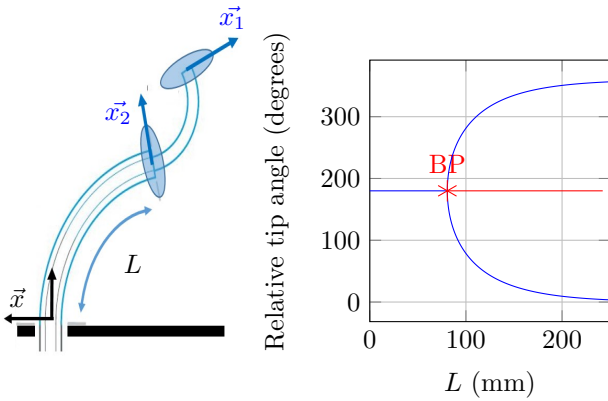 x⃗₁
x⃗₂
L
x⃗
Relative tip angle (degrees)
300
200
100
0
BP
0
100
200
L (mm)